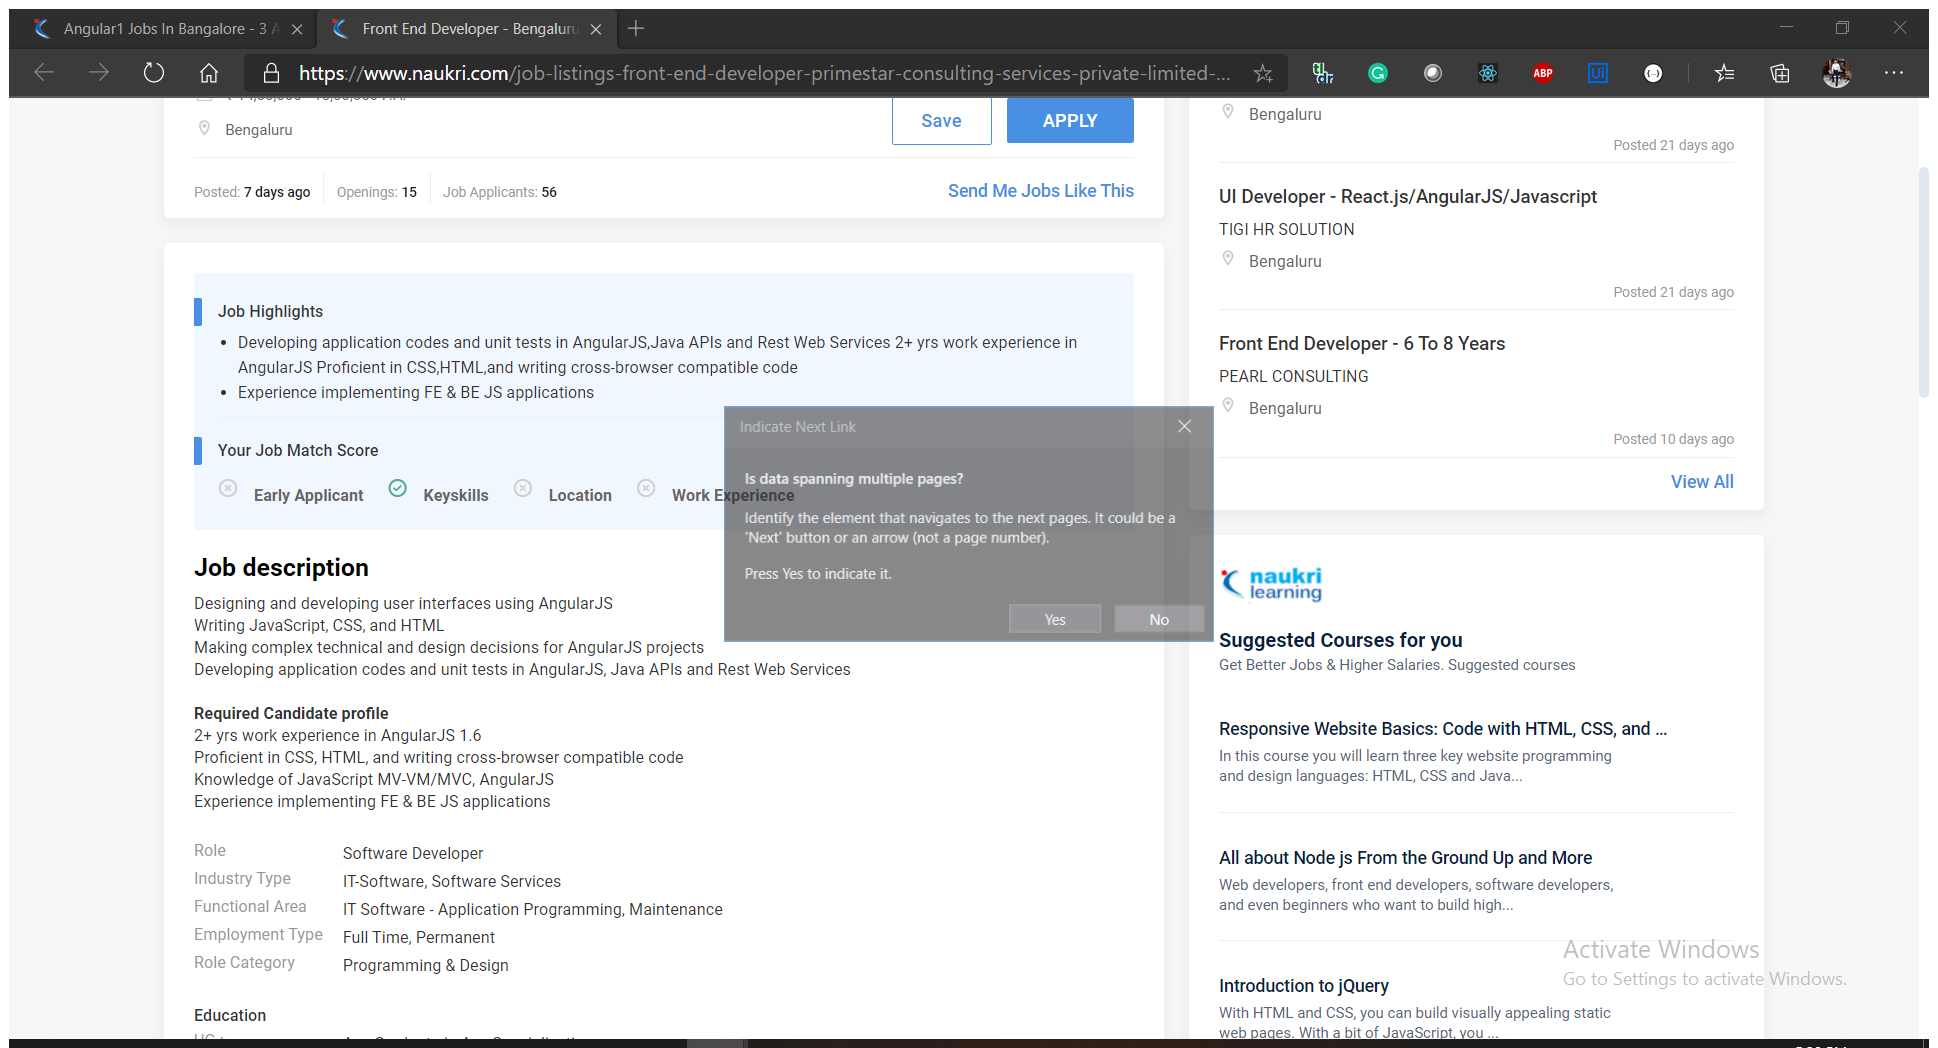 Angular1 Jobs In Bangalore - 3 A
Front End Developer - Bengaluru
https://www.naukri.com/job-listings-front-end-developer-primestar-consulting-services-private-limited-...
ABP
Ui
Bengaluru
Save
APPLY
Posted: 7 days ago
Openings: 15
Job Applicants: 56
Send Me Jobs Like This
Job Highlights
• Developing application codes and unit tests in AngularJS,Java APIs and Rest Web Services 2+ yrs work experience in
AngularJS Proficient in CSS,HTML,and writing cross-browser compatible code
• Experience implementing FE & BE JS applications
Your Job Match Score
Early Applicant
Keyskills
Location
Work Experience
Indicate Next Link
Is data spanning multiple pages?
Identify the element that navigates to the next pages. It could be a
'Next' button or an arrow (not a page number).
Press Yes to indicate it.
Yes
No
Job description
Designing and developing user interfaces using AngularJS
Writing JavaScript, CSS, and HTML
Making complex technical and design decisions for AngularJS projects
Developing application codes and unit tests in AngularJS, Java APIs and Rest Web Services
Required Candidate profile
2+ yrs work experience in AngularJS 1.6
Proficient in CSS, HTML, and writing cross-browser compatible code
Knowledge of JavaScript MV-VM/MVC, AngularJS
Experience implementing FE & BE JS applications
Role
Software Developer
Industry Type
IT-Software, Software Services
Functional Area
IT Software - Application Programming, Maintenance
Employment Type
Full Time, Permanent
Role Category
Programming & Design
Education
Bengaluru
Posted 21 days ago
UI Developer - React.js/AngularJS/Javascript
TIGI HR SOLUTION
Bengaluru
Posted 21 days ago
Front End Developer - 6 To 8 Years
PEARL CONSULTING
Bengaluru
Posted 10 days ago
View All
naukri
learning
Suggested Courses for you
Get Better Jobs & Higher Salaries. Suggested courses
Responsive Website Basics: Code with HTML, CSS, and ...
In this course you will learn three key website programming
and design languages: HTML, CSS and Java...
All about Node js From the Ground Up and More
Web developers, front end developers, software developers,
and even beginners who want to build high...
Activate Windows
Go to Settings to activate Windows.
Introduction to jQuery
With HTML and CSS, you can build visually appealing static
web pages. With a bit of JavaScript, you ...